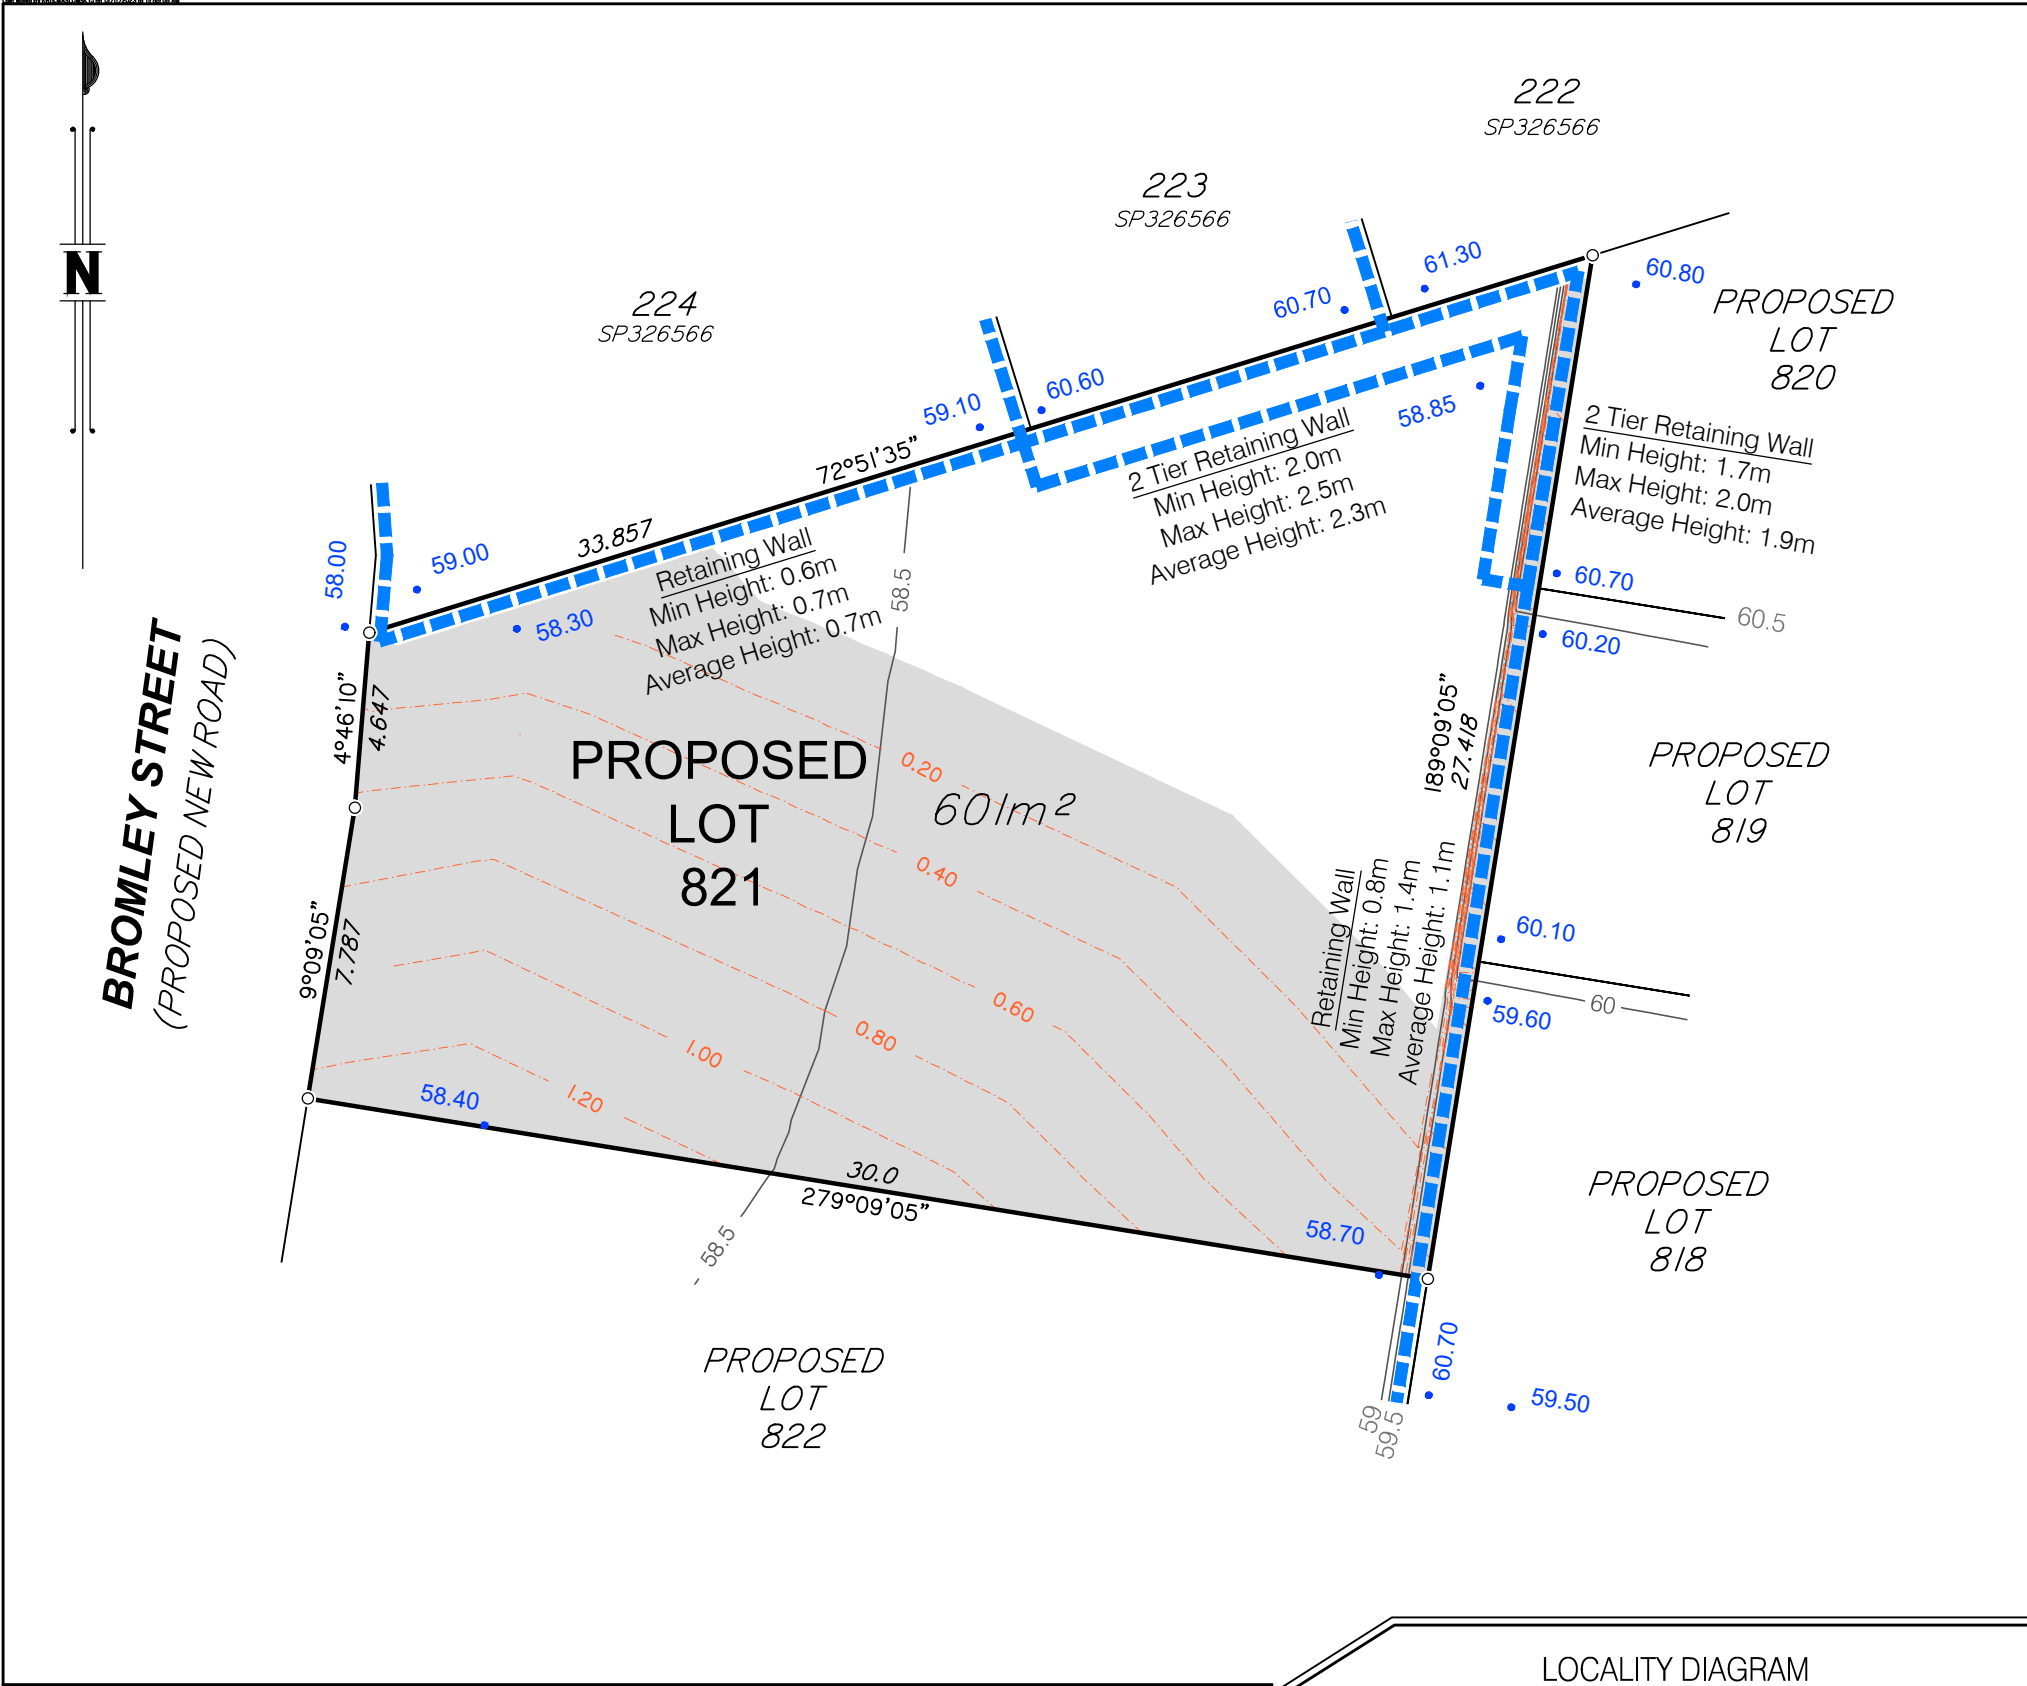 N
222
SP326566
223
SP326566
224
SP326566
61.30
60.70
60.80
PROPOSED
LOT
820
59.10
60.60
58.85
72°51'35"
33.857
2 Tier Retaining Wall
Min Height: 2.0m
Max Height: 2.5m
Average Height: 2.3m
2 Tier Retaining Wall
Min Height: 1.7m
Max Height: 2.0m
Average Height: 1.9m
58.00
59.00
58.30
Retaining Wall
Min Height: 0.6m
Max Height: 0.7m
Average Height: 0.7m
58.5
60.70
60.5
60.20
BROMLEY STREET
(PROPOSED NEW ROAD)
4°46'10"
4.647
9°09'05"
7.787
PROPOSED
LOT
821
601m²
189°09'05"
27.418
PROPOSED
LOT
819
0.20
0.40
0.60
0.80
1.00
1.20
Retaining Wall
Min Height: 0.8m
Max Height: 1.4m
Average Height: 1.1m
60.10
60
59.60
58.40
30.0
279°09'05"
58.70
58.5
PROPOSED
LOT
818
PROPOSED
LOT
822
60.70
59.50
59
59.5
LOCALITY DIAGRAM